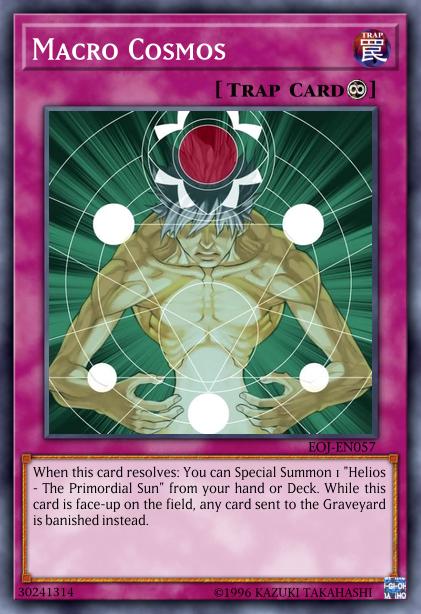 Macro Cosmos
TRAP
罠
[Trap Card]
EOJ-EN057
When this card resolves: You can Special Summon 1 "Helios
- The Primordial Sun" from your hand or Deck. While this
card is face-up on the field, any card sent to the Graveyard
is banished instead.
30241314
©1996 KAZUKI TAKAHASHI